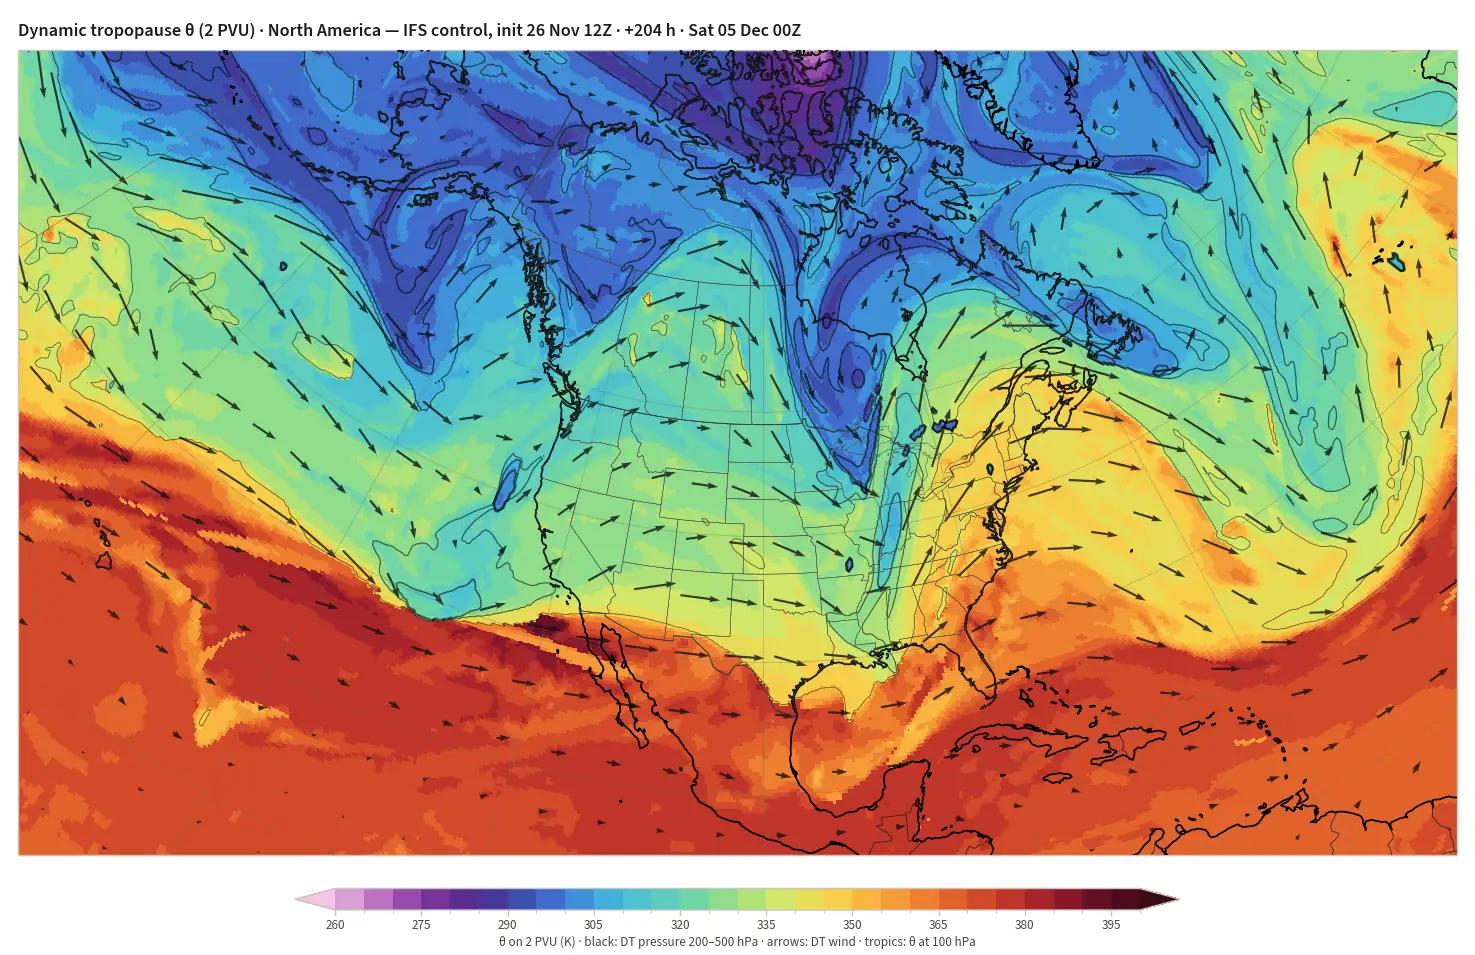 Dynamic tropopause θ (2 PVU) · North America — IFS control, init 26 Nov 12Z · +204 h · Sat 05 Dec 00Z
260 275 290 305 320 335 350 365 380 395
θ on 2 PVU (K) · black: DT pressure 200–500 hPa · arrows: DT wind · tropics: θ at 100 hPa